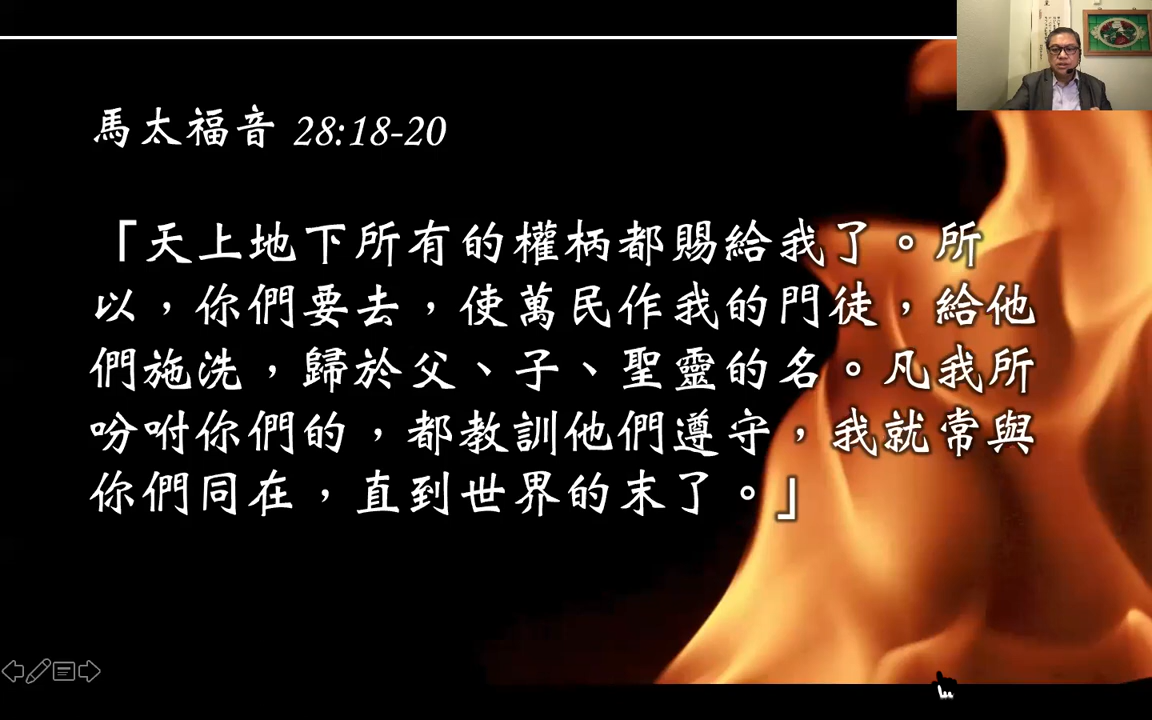 馬太福音 28:18-20
「天上地下所有的權柄都賜給我了。所
以，你們要去，使萬民作我的門徒，給他
們施洗，歸於父、子、聖靈的名。凡我所
吩咐你們的，都教訓他們遵守，我就常與
你們同在，直到世界的末了。」